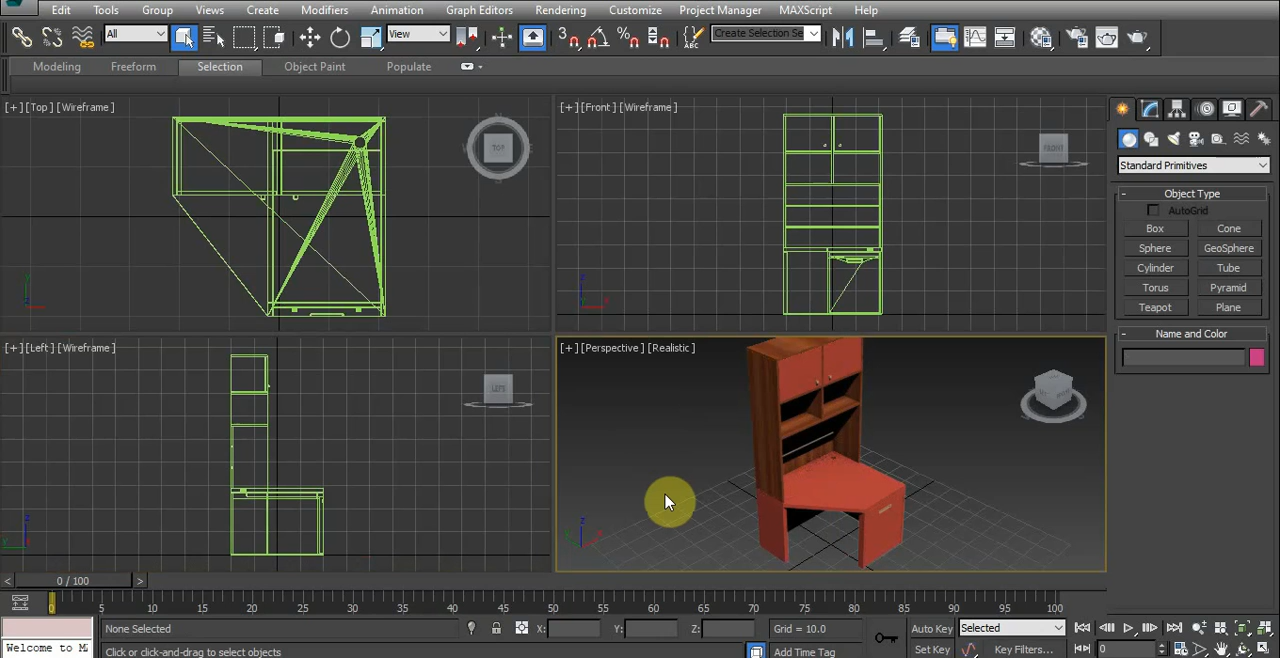 Edit Tools Group Views Create Modifiers Animation Graph Editors Rendering Customize Project Manager MAXScript Help
All View Create Selection Se
Modeling Freeform Selection Object Paint Populate
[+] [Top] [Wireframe] [+] [Front] [Wireframe]
TOP FRONT
Standard Primitives
- Object Type
AutoGrid
Box Cone
Sphere GeoSphere
Cylinder Tube
Torus Pyramid
Teapot Plane
- Name and Color
[+] [Left] [Wireframe] [+] [Perspective] [Realistic]
LEFT
< 0 / 100 >
0 5 10 15 20 25 30 35 40 45 50 55 60 65 70 75 80 85 90 95 100
None Selected X: Y: Z: Grid = 10.0 Auto Key Selected
Welcome to M Click or click-and-drag to select objects Add Time Tag Set Key Key Filters... 0